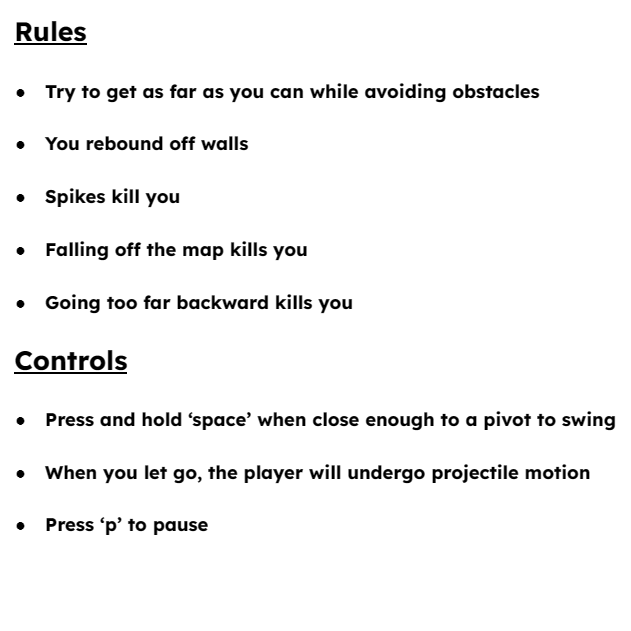 Rules
• Try to get as far as you can while avoiding obstacles
• You rebound off walls
• Spikes kill you
• Falling off the map kills you
• Going too far backward kills you
Controls
• Press and hold ‘space’ when close enough to a pivot to swing
• When you let go, the player will undergo projectile motion
• Press ‘p’ to pause